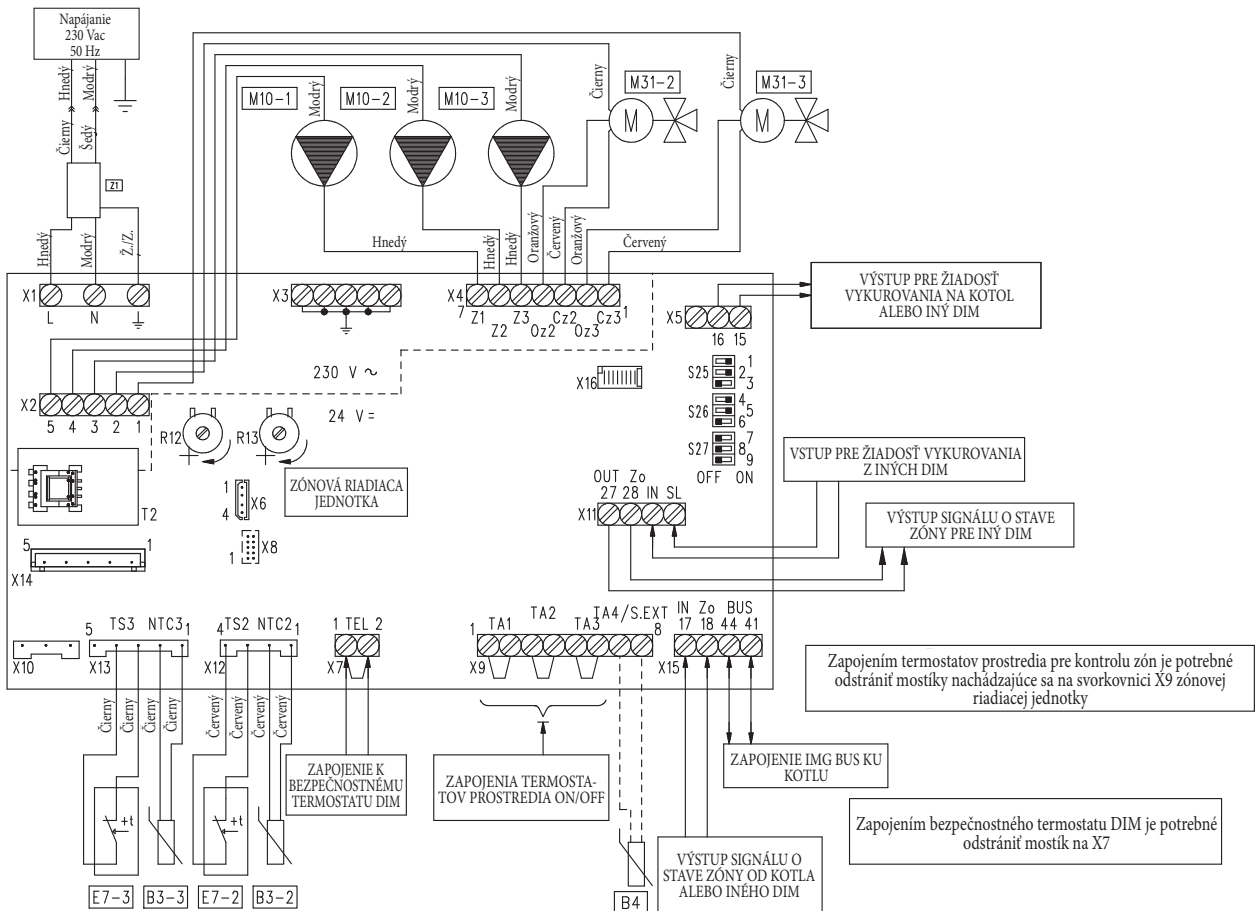 Napájanie
230 Vac
50 Hz
Hnedý
Modrý
Čierny
Šedý
Z1
Hnedý
Modrý
Ž./Z.
M10-1
Modrý
M10-2
Modrý
M10-3
Modrý
Čierny
M31-2
M
Čierny
M31-3
M
Hnedý
Hnedý
Hnedý
Oranžový
Červený
Oranžový
Červený
X1
L N
X3
X4
7 1
Z1 Z3 Cz2 Cz3
Z2 Oz2 Oz3
X5
16 15
VÝSTUP PRE ŽIADOSŤ
VYKUROVANIA NA KOTOL
ALEBO INÝ DIM
230 V ~
X16
S25
1
2
3
S26
4
5
6
S27
7
8
9
OFF ON
X2
5 4 3 2 1
24 V =
R12
R13
ZÓNOVÁ RIADIACA
JEDNOTKA
1
4
X6
1
X8
T2
5 1
X14
VSTUP PRE ŽIADOSŤ VYKUROVANIA
Z INÝCH DIM
OUT Zo
27 28 IN SL
X11
VÝSTUP SIGNÁLU O STAVE
ZÓNY PRE INÝ DIM
X10
5 TS3 NTC3 1
X13
4 TS2 NTC2 1
X12
1 TEL 2
X7
1 TA1 TA2 TA3 TA4/S.EXT 8
X9
IN Zo BUS
17 18 44 41
X15
Zapojením termostatov prostredia pre kontrolu zón je potrebné
odstrániť mostíky nachádzajúce sa na svorkovnici X9 zónovej
riadiacej jednotky
Čierny
Čierny
Čierny
Čierny
Červený
Červený
Červený
Červený
ZAPOJENIE K
BEZPEČNOSTNÉMU
TERMOSTATU DIM
ZAPOJENIA TERMOSTA-
TOV PROSTREDIA ON/OFF
ZAPOJENIE IMG BUS KU
KOTLU
Zapojením bezpečnostného termostatu DIM je potrebné
odstrániť mostík na X7
+t
+t
VÝSTUP SIGNÁLU O
STAVE ZÓNY OD KOTLA
ALEBO INÉHO DIM
E7-3
B3-3
E7-2
B3-2
B4